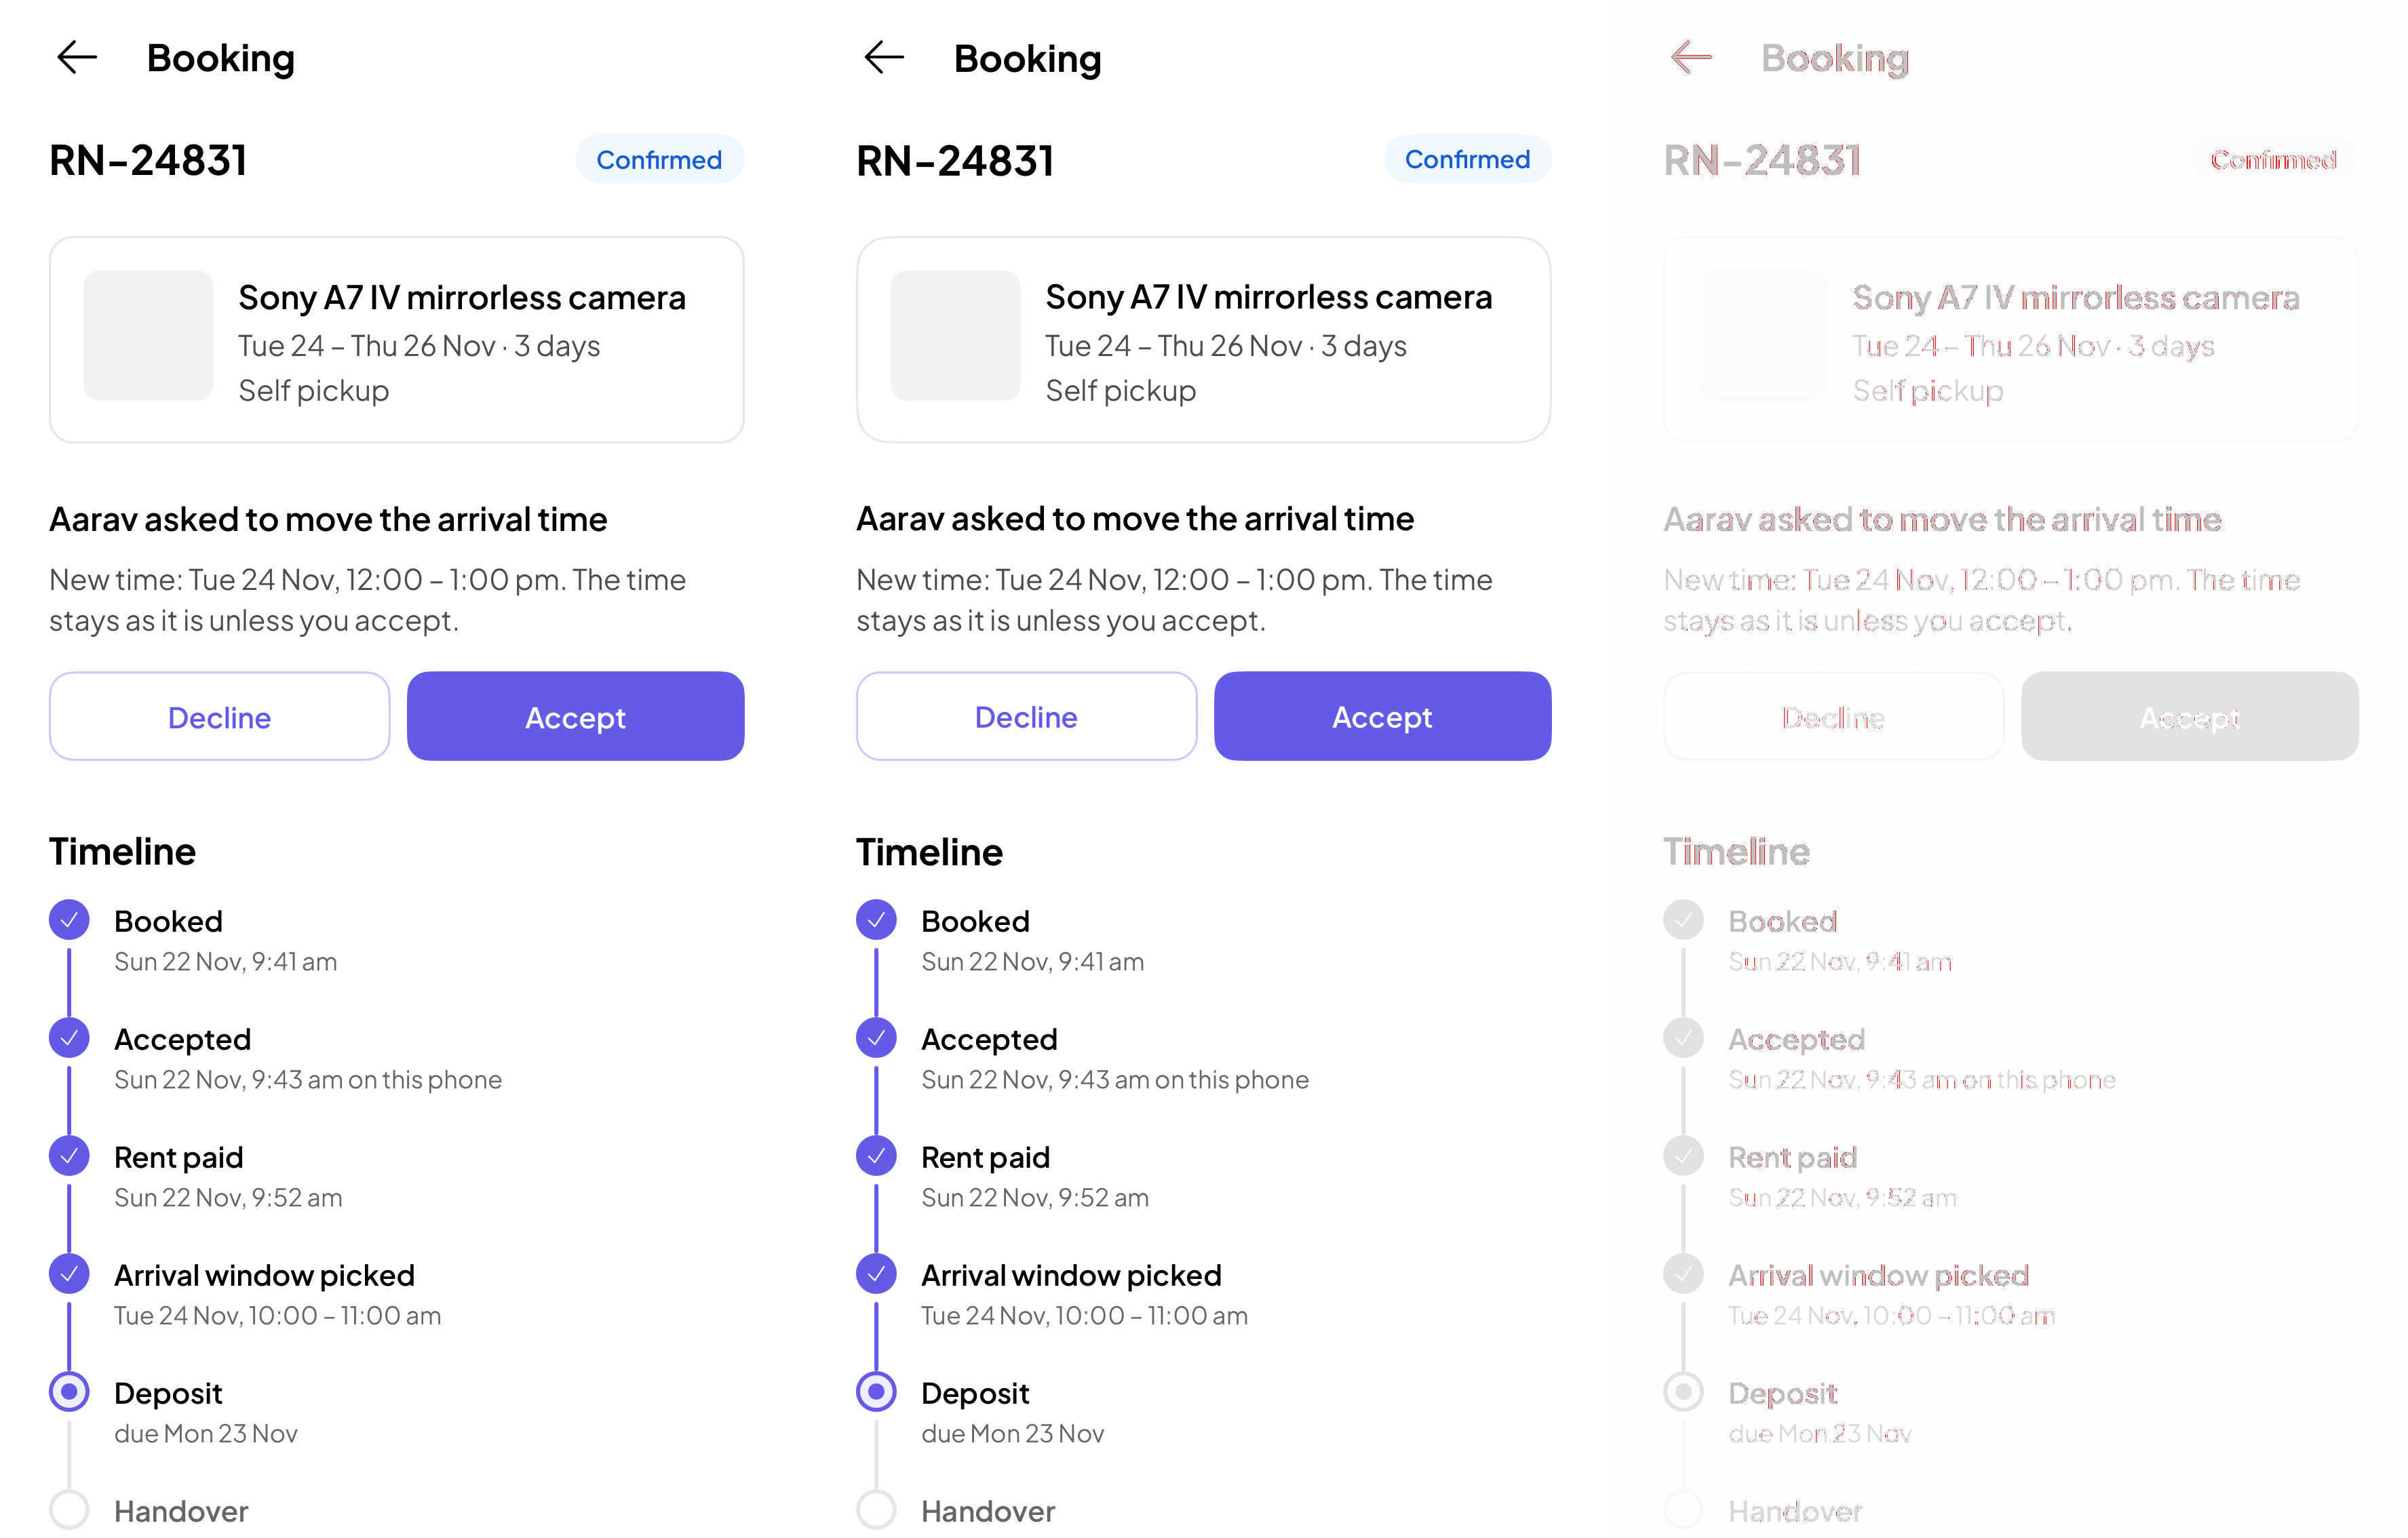 Booking
RN-24831
Confirmed
Sony A7 IV mirrorless camera
Tue 24 – Thu 26 Nov · 3 days
Self pickup
Aarav asked to move the arrival time
New time: Tue 24 Nov, 12:00 – 1:00 pm. The time
stays as it is unless you accept.
Decline
Accept
Timeline
Booked
Sun 22 Nov, 9:41 am
Accepted
Sun 22 Nov, 9:43 am on this phone
Rent paid
Sun 22 Nov, 9:52 am
Arrival window picked
Tue 24 Nov, 10:00 – 11:00 am
Deposit
due Mon 23 Nov
Handover
Booking
RN-24831
Confirmed
Sony A7 IV mirrorless camera
Tue 24 – Thu 26 Nov · 3 days
Self pickup
Aarav asked to move the arrival time
New time: Tue 24 Nov, 12:00 – 1:00 pm. The time
stays as it is unless you accept.
Decline
Accept
Timeline
Booked
Sun 22 Nov, 9:41 am
Accepted
Sun 22 Nov, 9:43 am on this phone
Rent paid
Sun 22 Nov, 9:52 am
Arrival window picked
Tue 24 Nov, 10:00 – 11:00 am
Deposit
due Mon 23 Nov
Handover
Booking
RN-24831
Confirmed
Sony A7 IV mirrorless camera
Tue 24 – Thu 26 Nov · 3 days
Self pickup
Aarav asked to move the arrival time
New time: Tue 24 Nov, 12:00 – 1:00 pm. The time
stays as it is unless you accept.
Decline
Accept
Timeline
Booked
Sun 22 Nov, 9:41 am
Accepted
Sun 22 Nov, 9:43 am on this phone
Rent paid
Sun 22 Nov, 9:52 am
Arrival window picked
Tue 24 Nov, 10:00 – 11:00 am
Deposit
due Mon 23 Nov
Handover